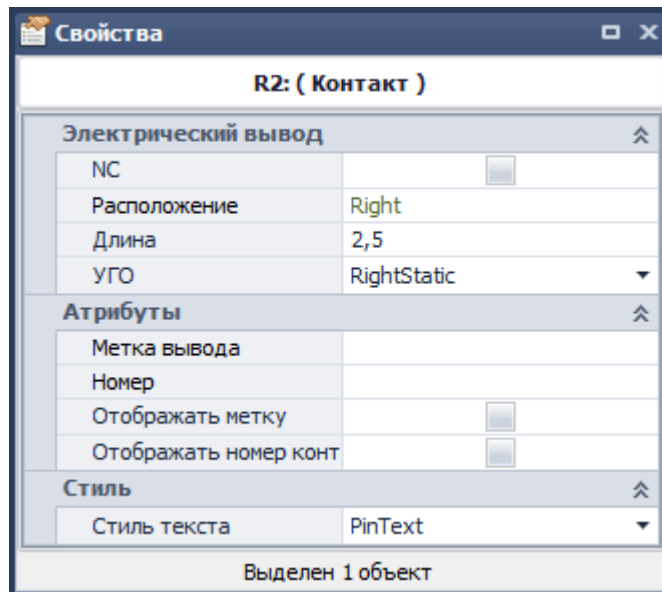 Свойства
R2: ( Контакт )
Электрический вывод
NC
Расположение Right
Длина 2,5
УГО RightStatic
Атрибуты
Метка вывода
Номер
Отображать метку
Отображать номер конт
Стиль
Стиль текста PinText
Выделен 1 объект